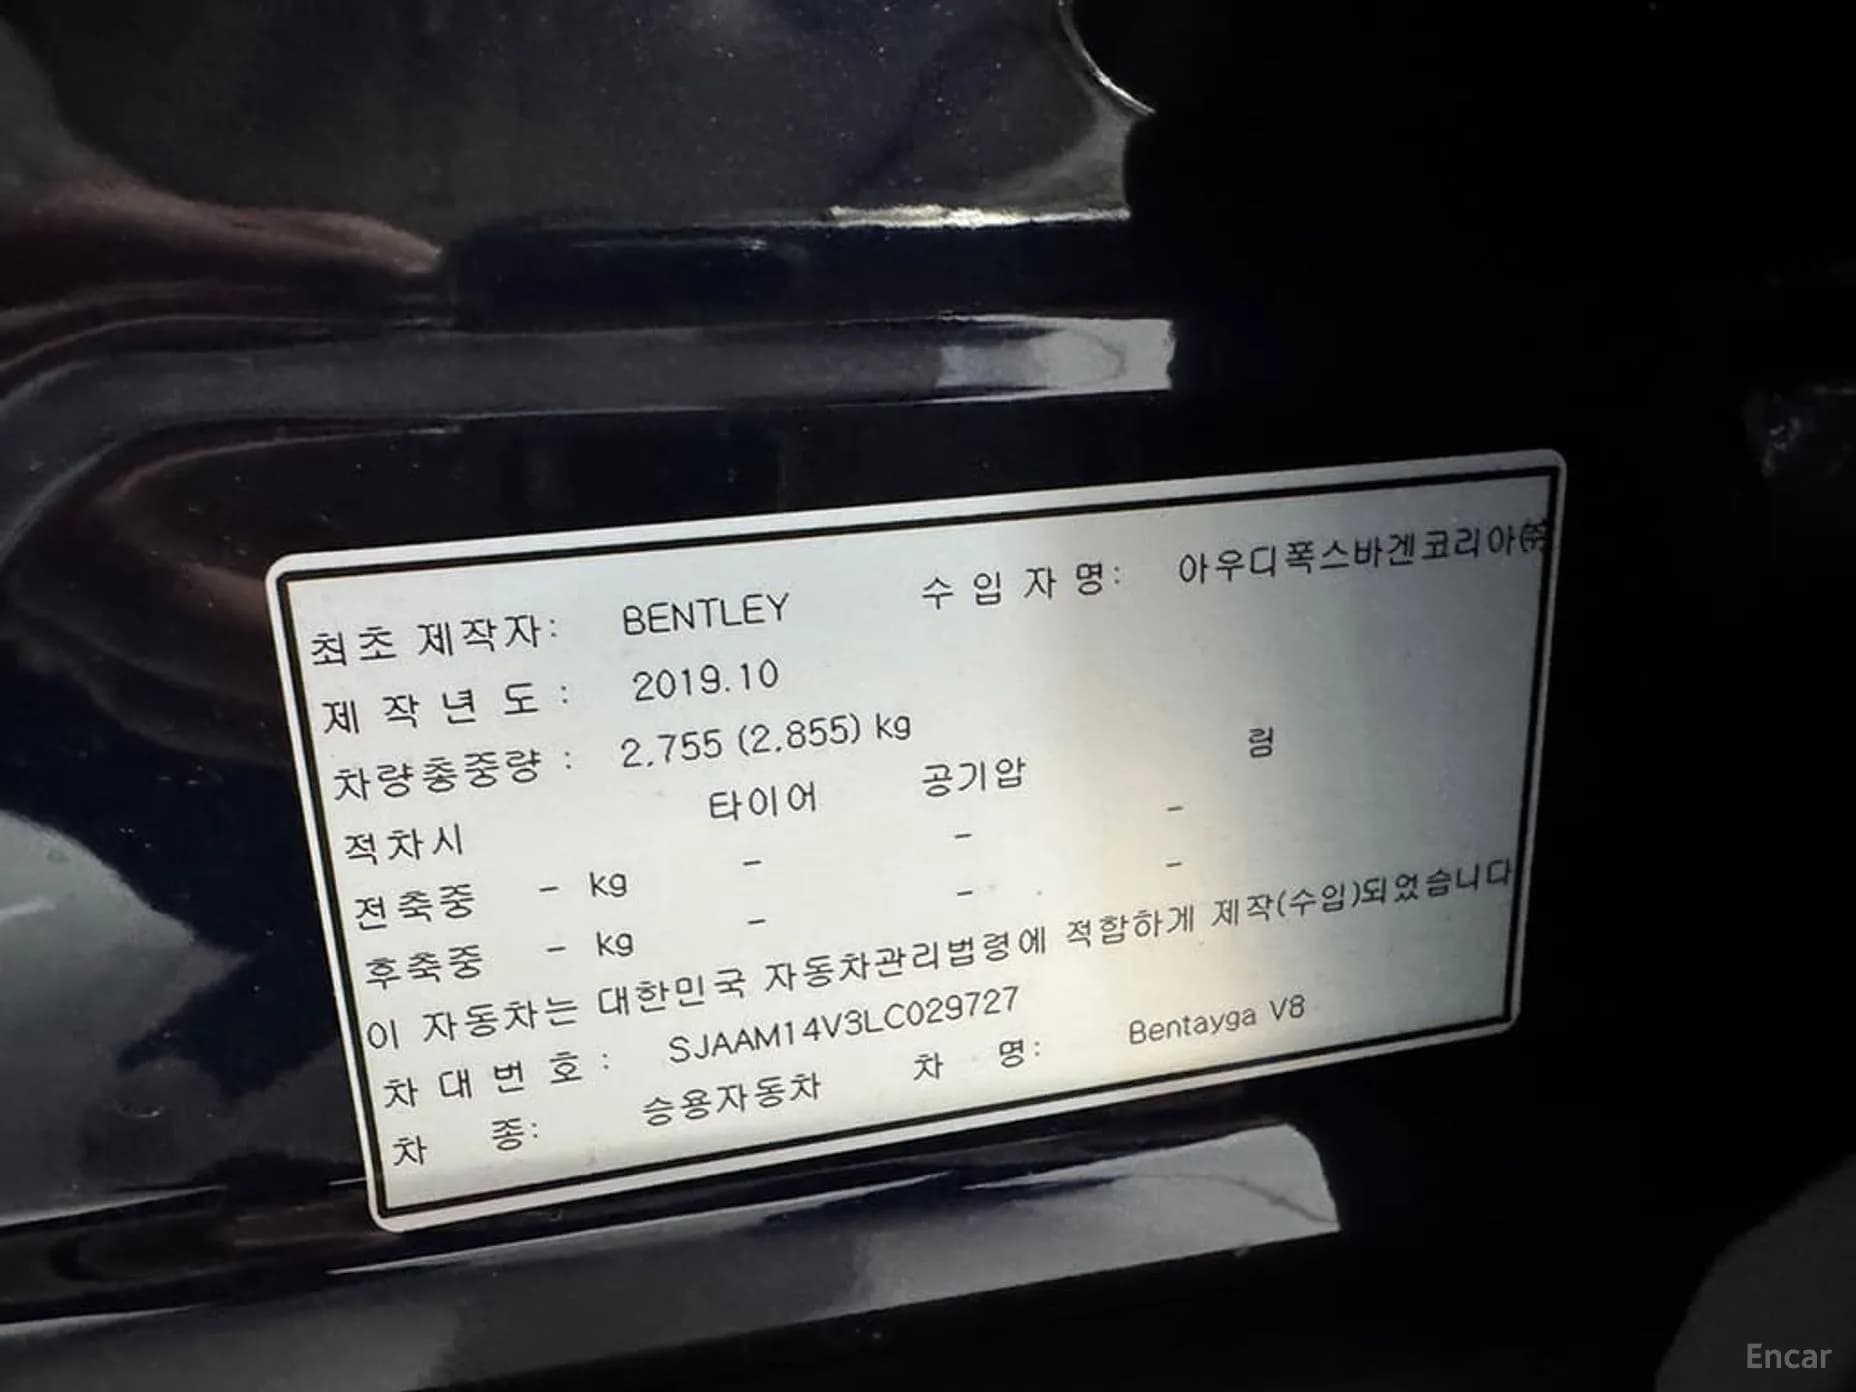 최초 제작자: BENTLEY 수 입 자 명: 아우디폭스바겐코리아㈜
제 작 년 도 : 2019.10
차량총중량 : 2.755 (2.855) kg
적차시 타이어 공기압 림
전축중 - kg - - -
후축중 - kg - - -
이 자동차는 대한민국 자동차관리법령에 적합하게 제작(수입)되었습니다
차 대 번 호 : SJAAM14V3LC029727
차 종: 승용자동차 차 명: Bentayga V8
Encar